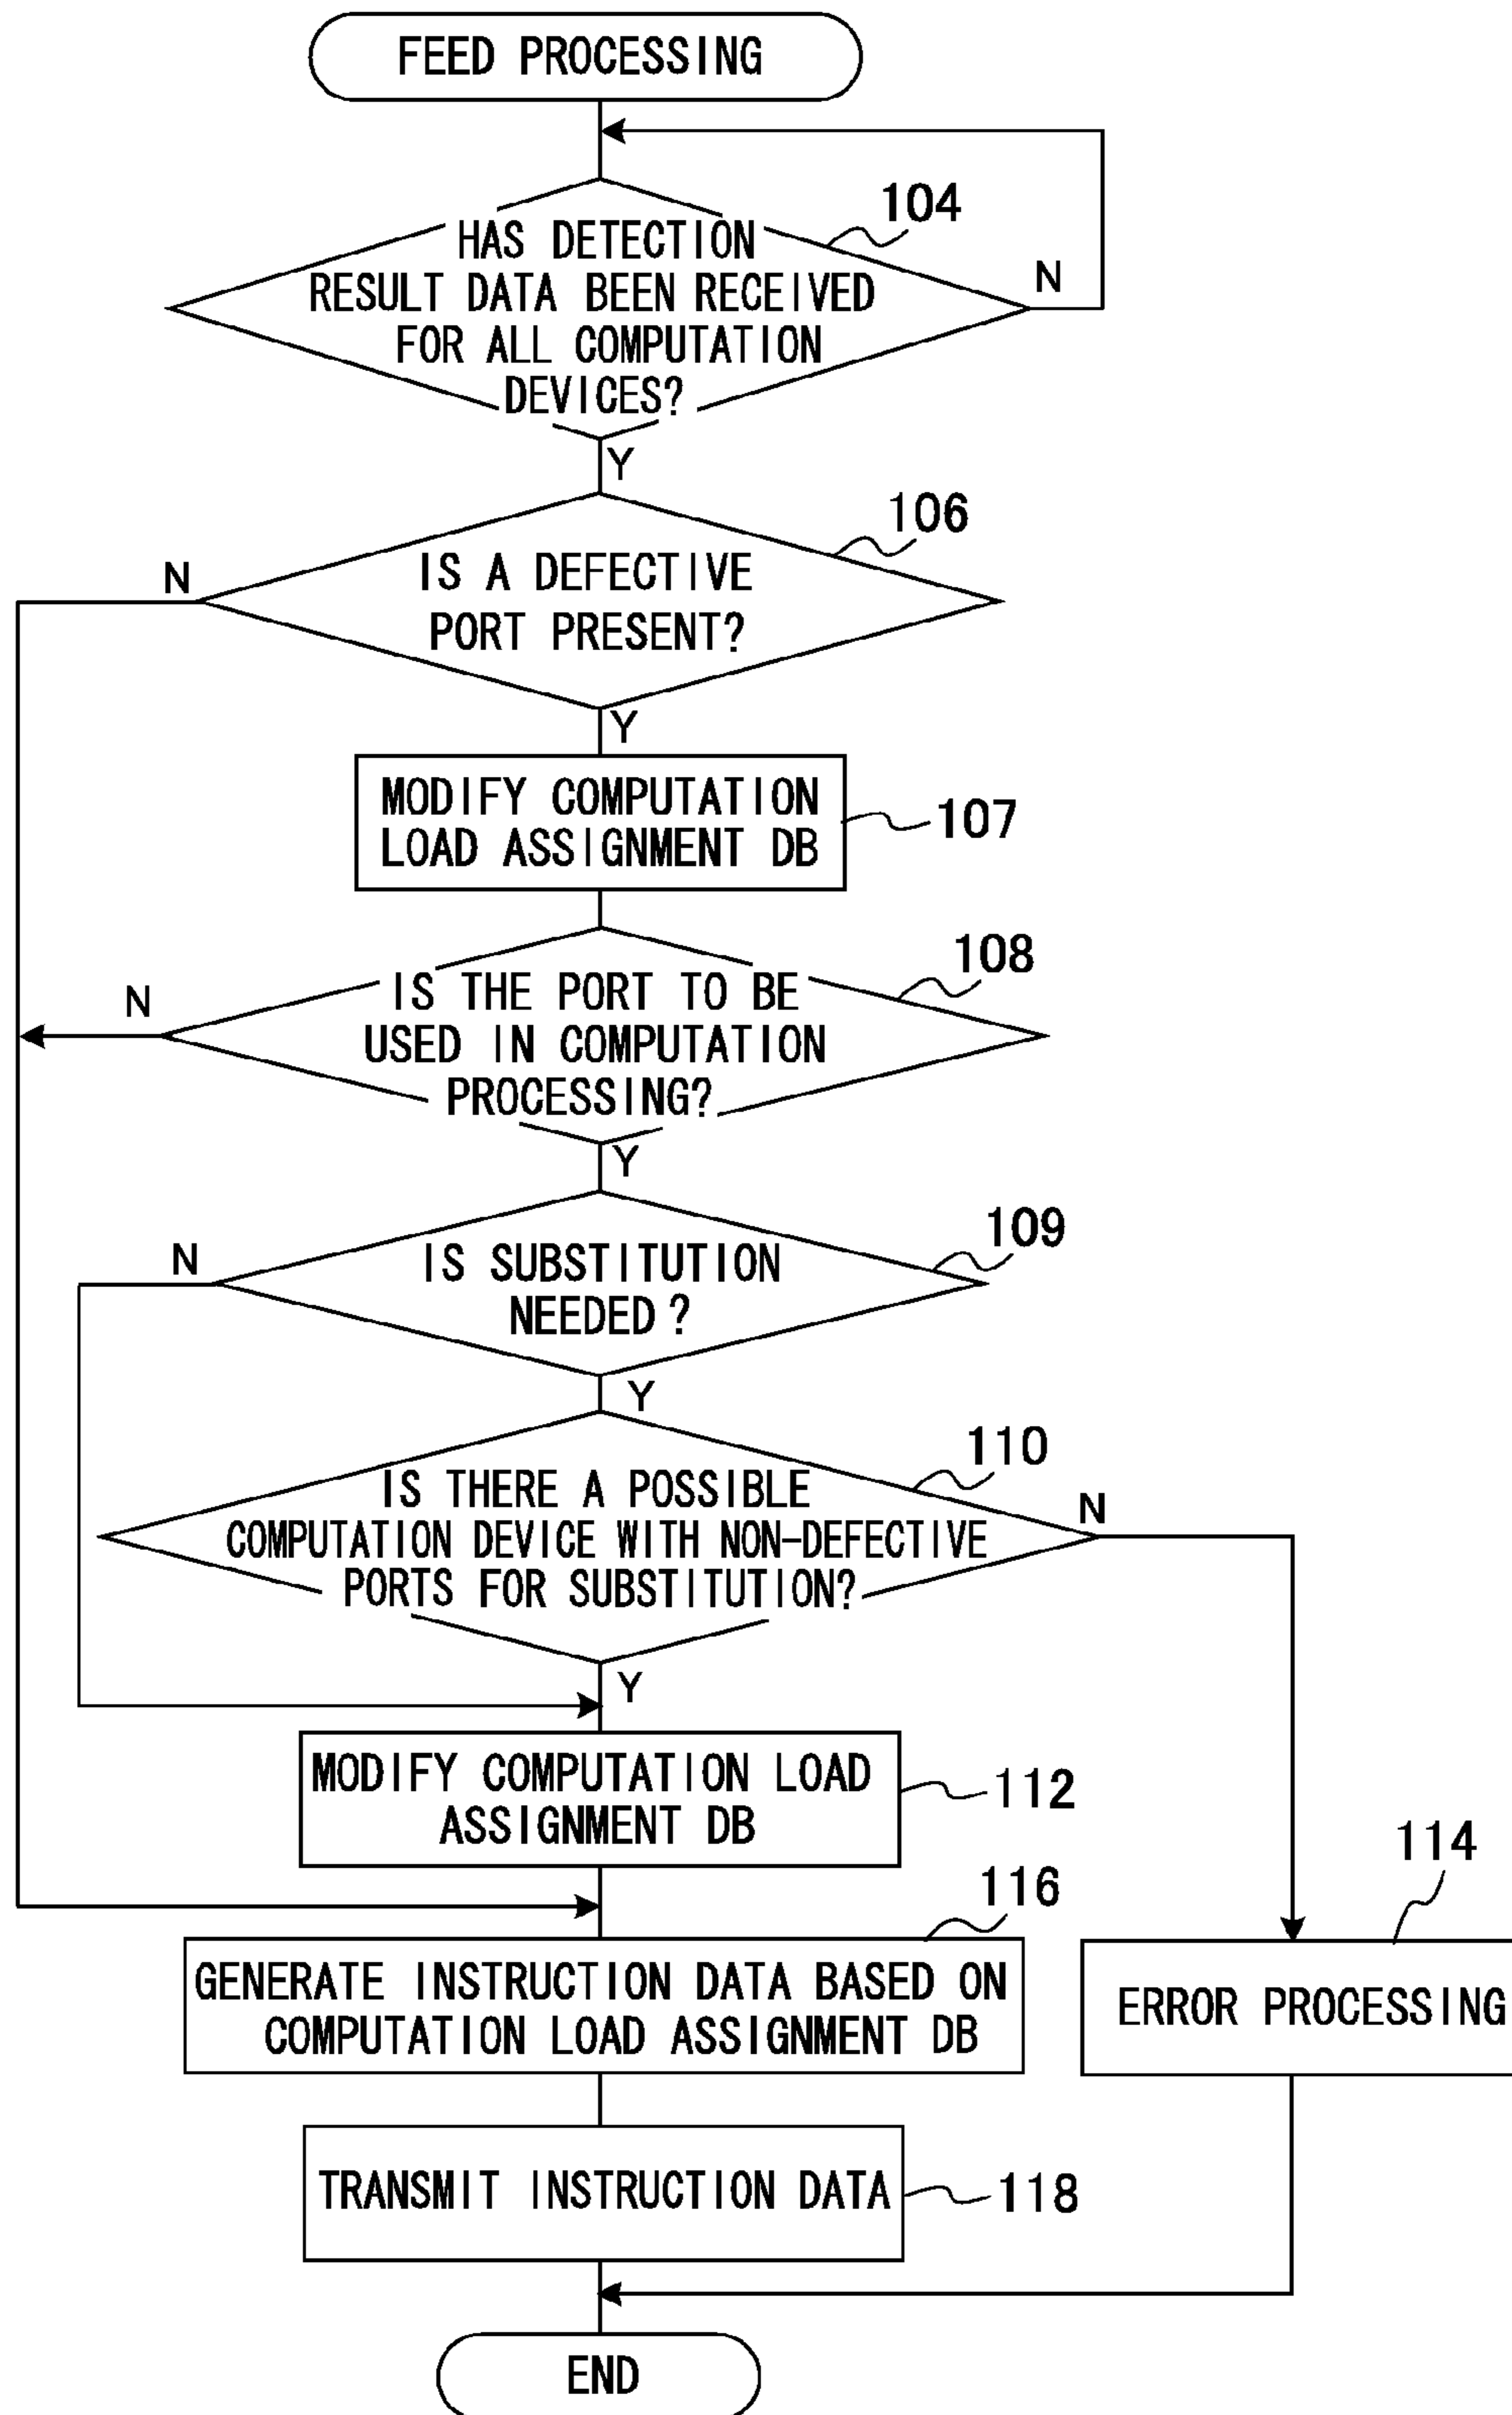 FEED PROCESSING
104
HAS DETECTION
RESULT DATA BEEN RECEIVED
FOR ALL COMPUTATION
DEVICES?
N
Y
106
IS A DEFECTIVE
PORT PRESENT?
N
Y
MODIFY COMPUTATION
LOAD ASSIGNMENT DB
107
108
IS THE PORT TO BE
USED IN COMPUTATION
PROCESSING?
N
Y
109
IS SUBSTITUTION
NEEDED?
N
Y
110
IS THERE A POSSIBLE
COMPUTATION DEVICE WITH NON-DEFECTIVE
PORTS FOR SUBSTITUTION?
N
Y
MODIFY COMPUTATION LOAD
ASSIGNMENT DB
112
114
116
GENERATE INSTRUCTION DATA BASED ON
COMPUTATION LOAD ASSIGNMENT DB
ERROR PROCESSING
TRANSMIT INSTRUCTION DATA
118
END